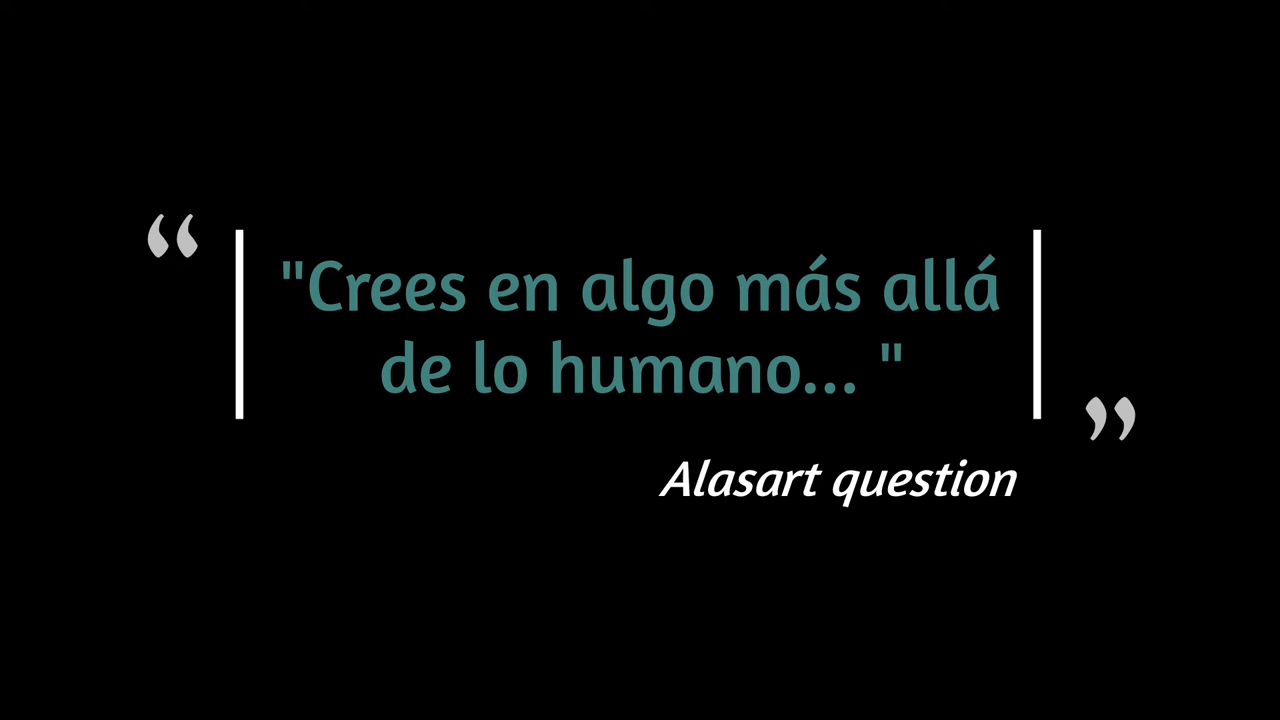 “
"Crees en algo más allá
de lo humano... "
”
Alasart question